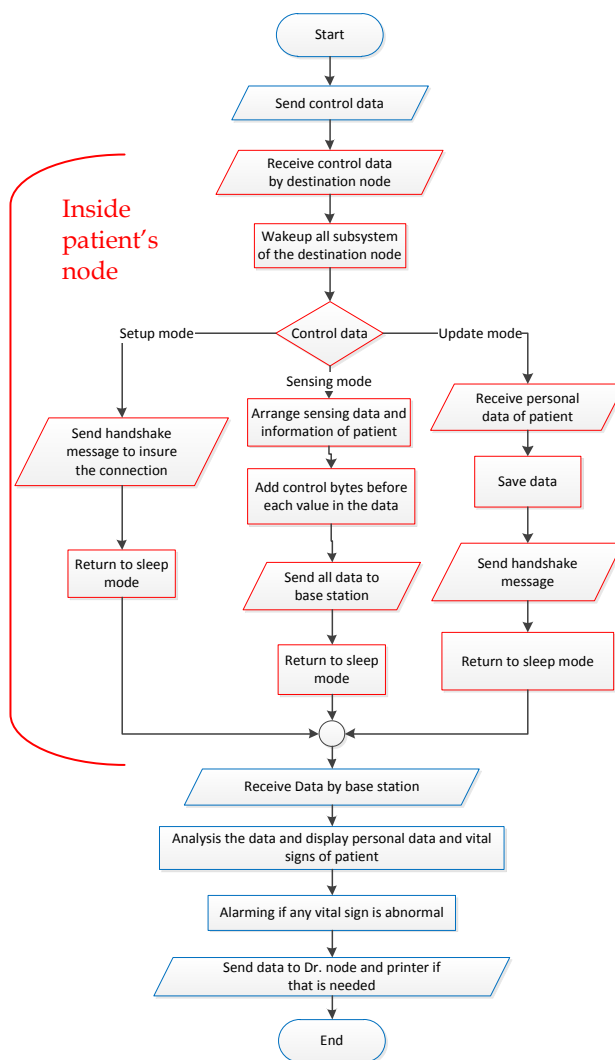 Start
Send control data
Receive control data
by destination node
Inside
patient's
node
Wakeup all subsystem
of the destination node
Setup mode
Control data
Update mode
Sensing mode
Send handshake
message to insure
the connection
Return to sleep
mode
Arrange sensing data and
information of patient
Add control bytes before
each value in the data
Send all data to
base station
Return to sleep
mode
Receive personal
data of patient
Save data
Send handshake
message
Return to sleep mode
Receive Data by base station
Analysis the data and display personal data and vital
signs of patient
Alarming if any vital sign is abnormal
Send data to Dr. node and printer if
that is needed
End